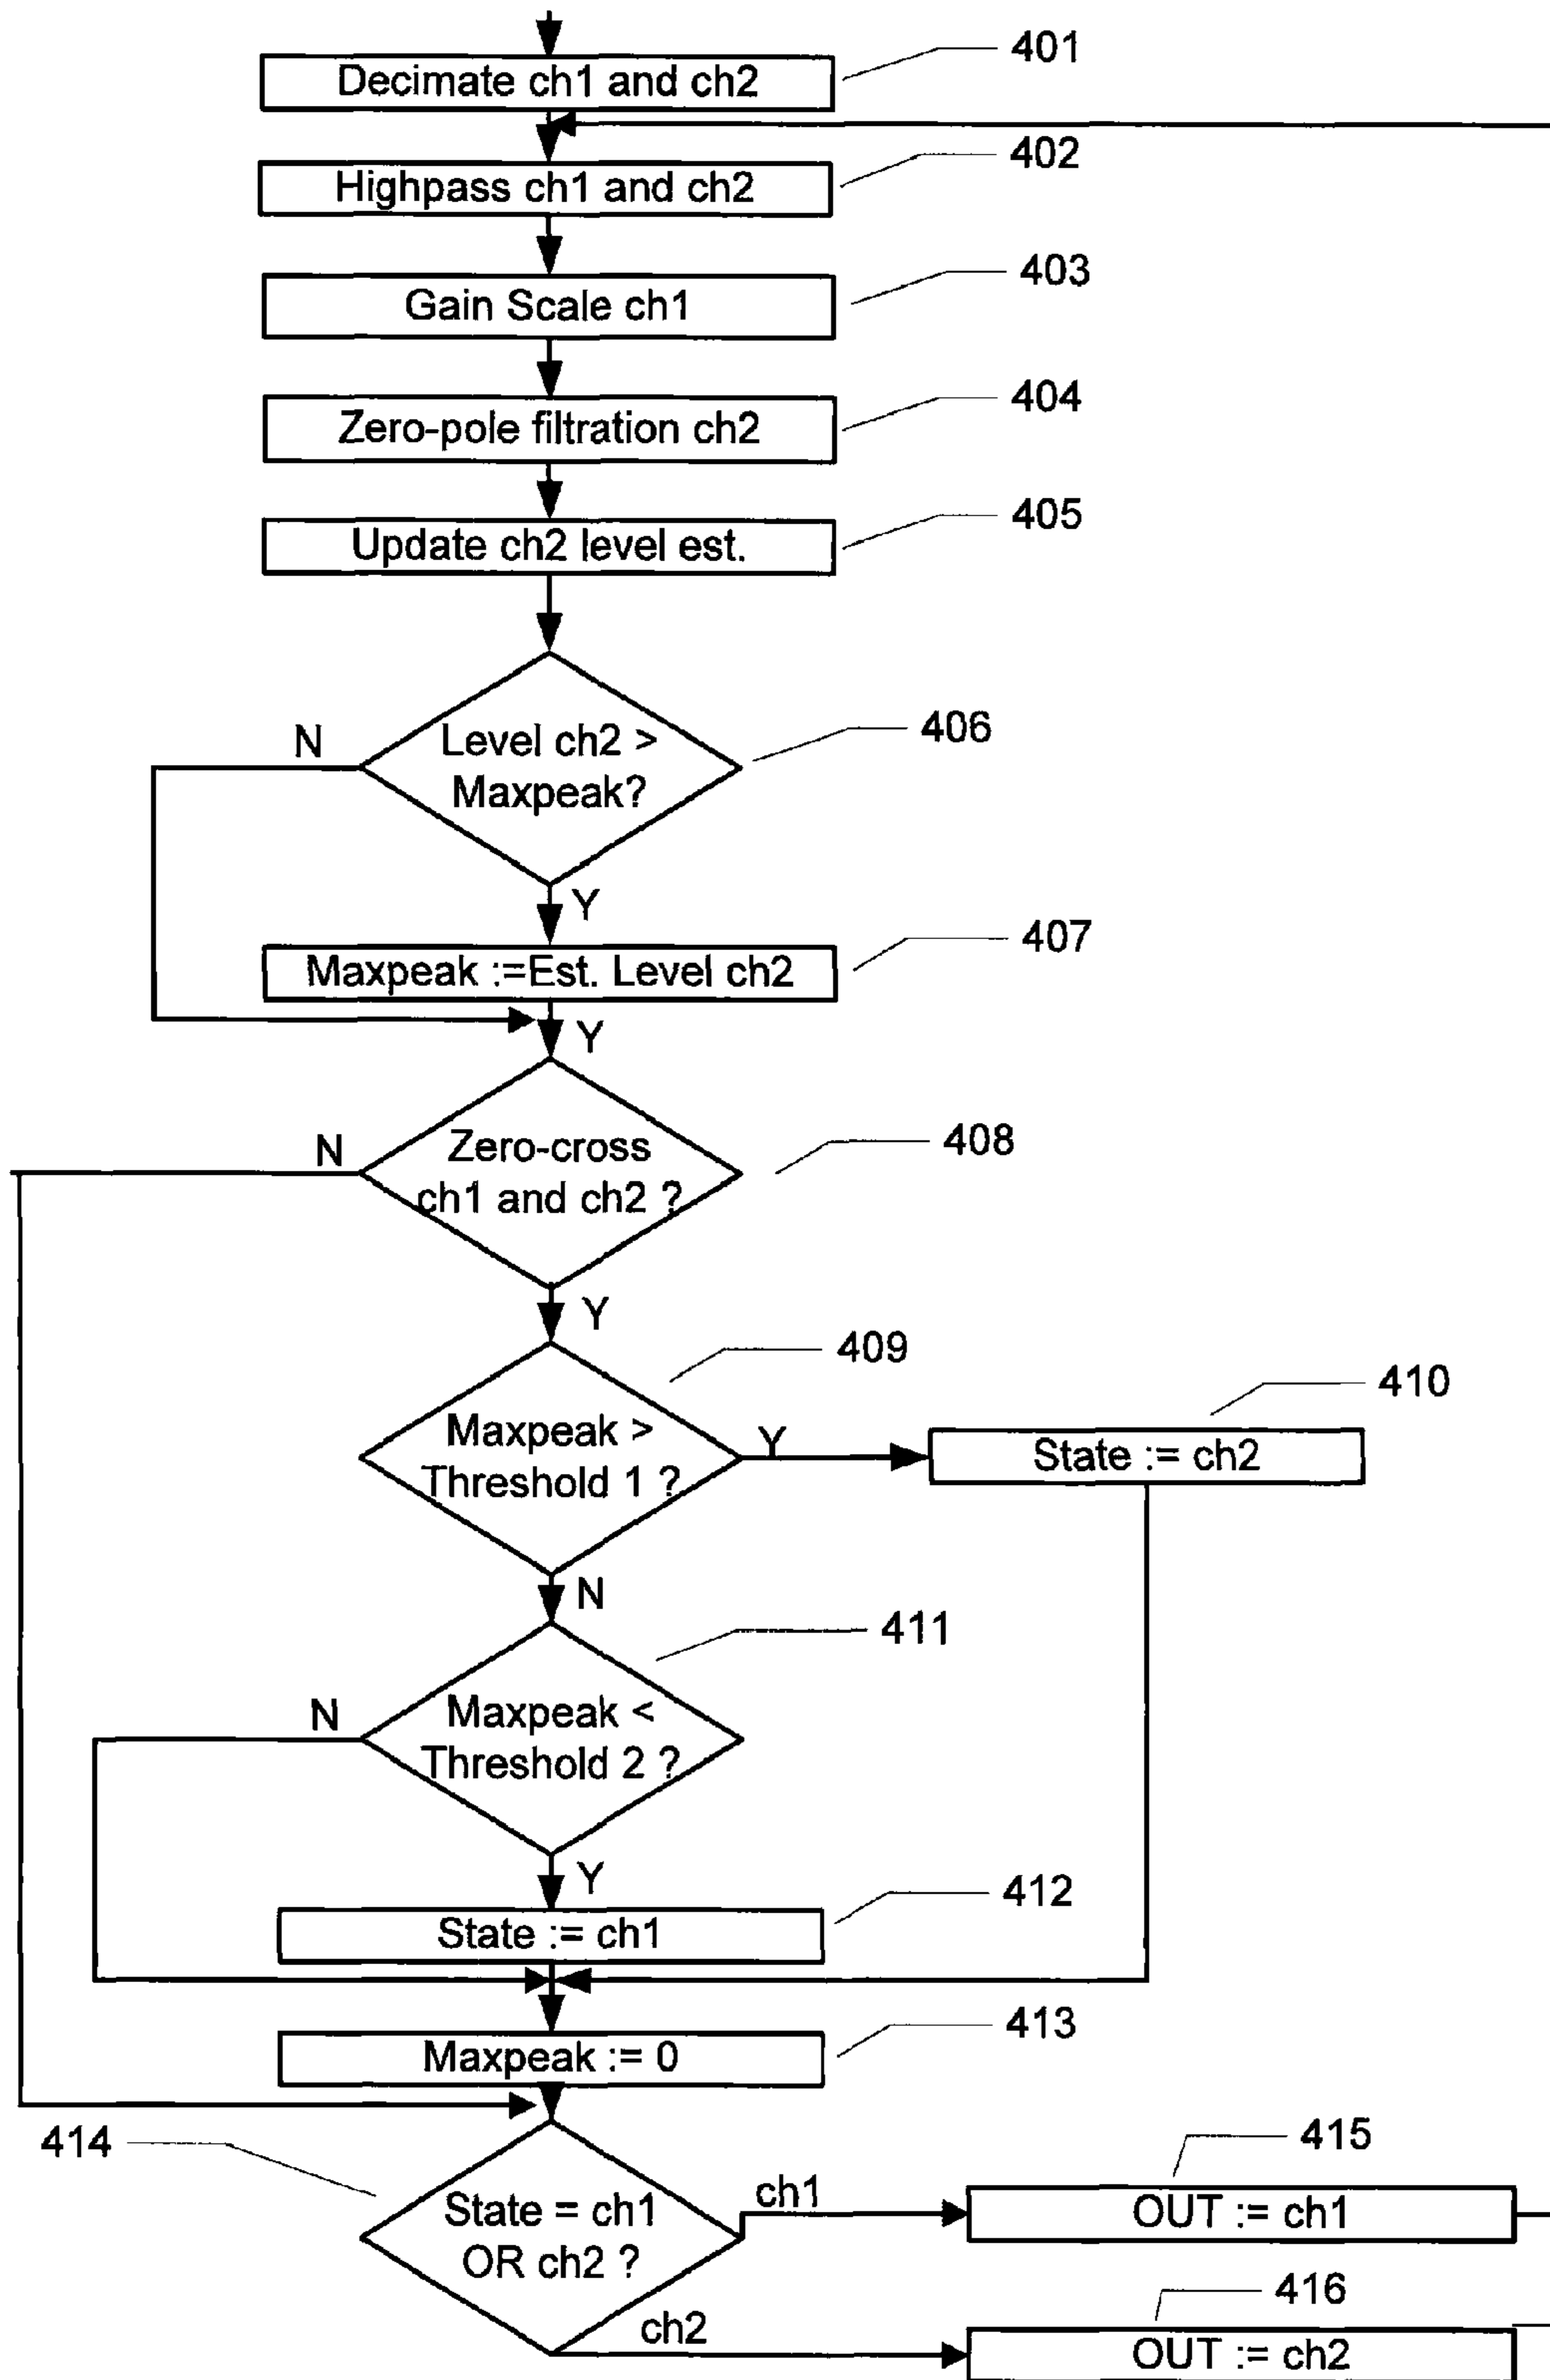 401
Decimate ch1 and ch2
402
Highpass ch1 and ch2
403
Gain Scale ch1
404
Zero-pole filtration ch2
405
Update ch2 level est.
406
N
Level ch2 >
Maxpeak?
Y
407
Maxpeak :=Est. Level ch2
Y
408
N
Zero-cross
ch1 and ch2 ?
Y
409
Maxpeak >
Threshold 1 ?
Y
410
State := ch2
N
411
N
Maxpeak <
Threshold 2 ?
Y
412
State := ch1
413
Maxpeak := 0
414
State = ch1
OR ch2 ?
ch1
415
OUT := ch1
416
ch2
OUT := ch2